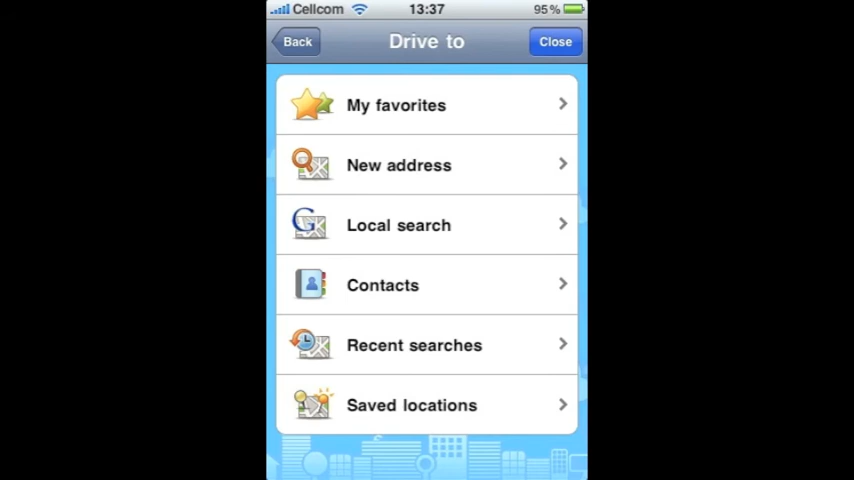 Cellcom 13:37 95%
Back Drive to Close
My favorites
New address
G Local search
Contacts
Recent searches
Saved locations